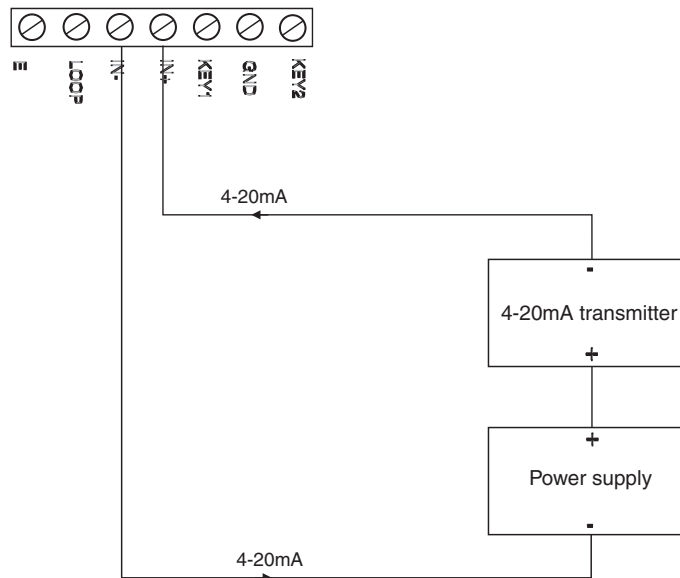 E
LOOP
IN-
IN+
KEY1
GND
KEY2
4-20mA
-
4-20mA transmitter
+
+
Power supply
-
4-20mA